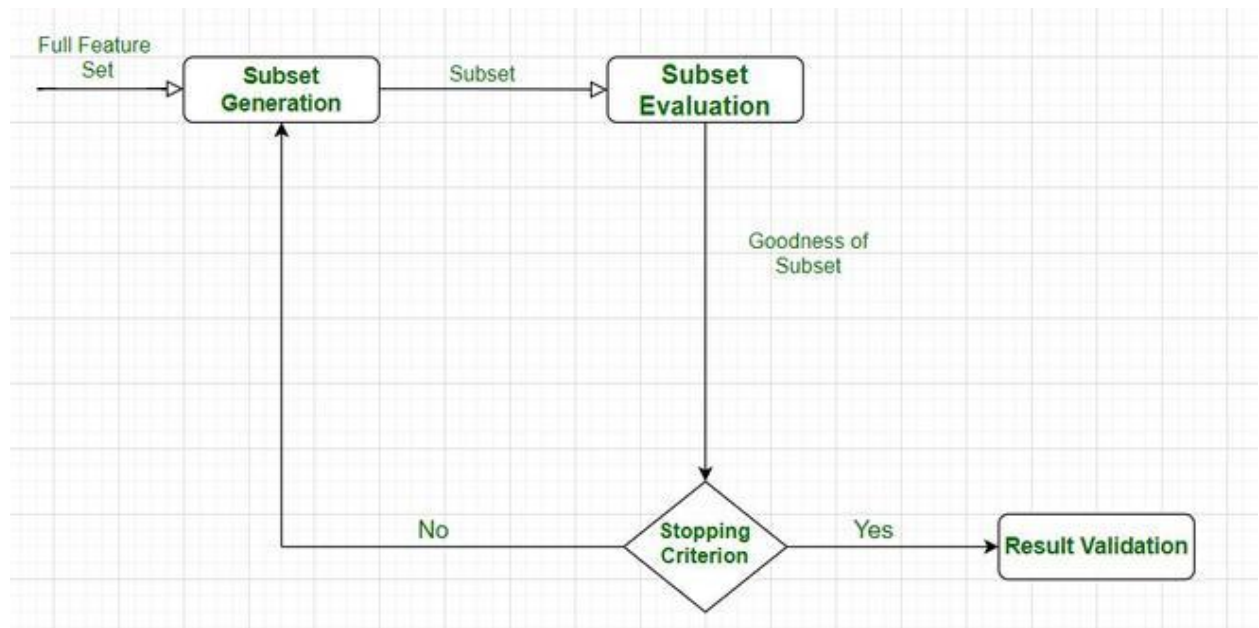 Full Feature
Set
Subset
Generation
Subset
Subset
Evaluation
Goodness of
Subset
No
Stopping
Criterion
Yes
Result Validation